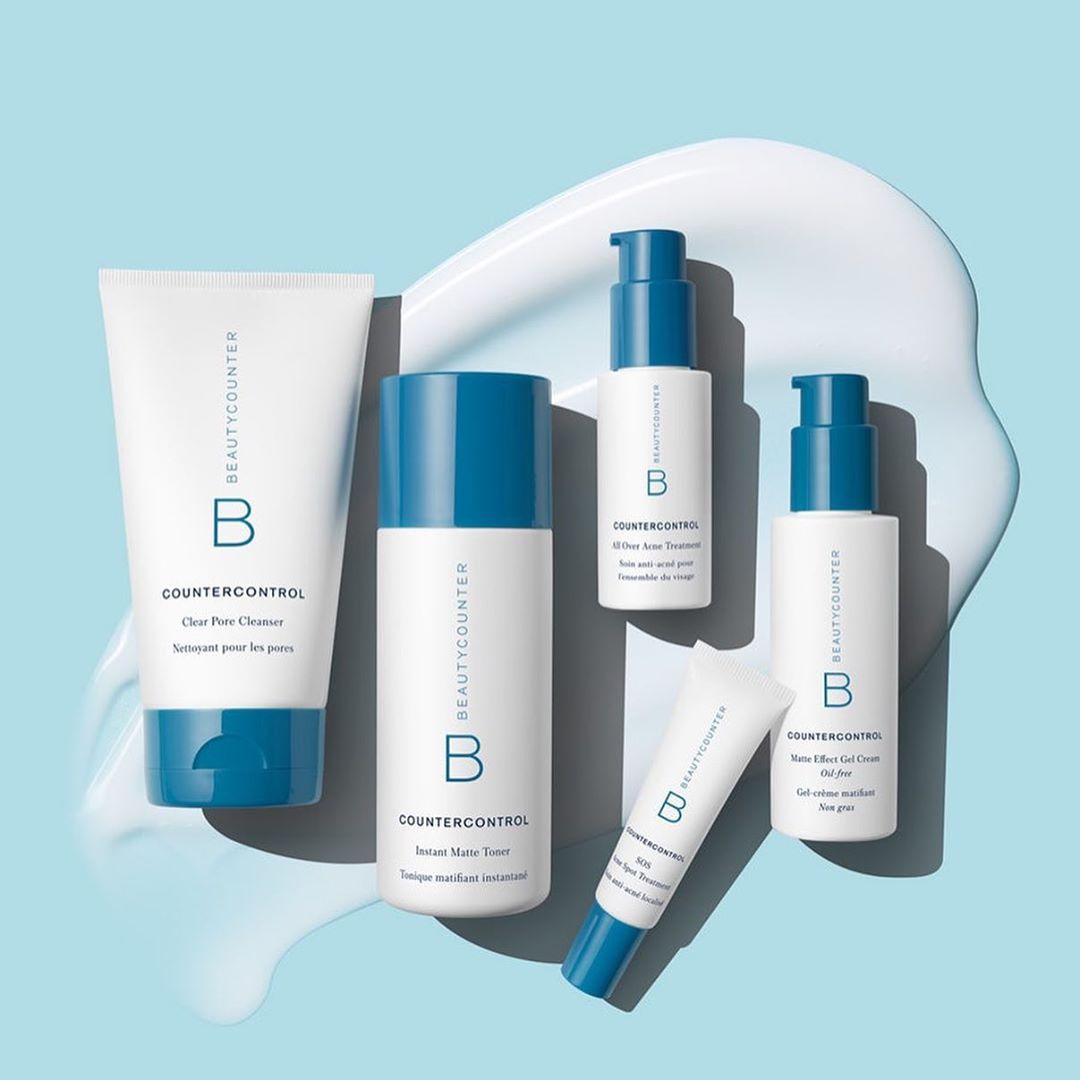 BEAUTYCOUNTER
B
COUNTERCONTROL
Clear Pore Cleanser
Nettoyant pour les pores
BEAUTYCOUNTER
B
COUNTERCONTROL
Instant Matte Toner
Tonique matifiant instantané
BEAUTYCOUNTER
B
COUNTERCONTROL
All Over Acne Treatment
Soin anti-acné pour
l'ensemble du visage
BEAUTYCOUNTER
B
COUNTERCONTROL
SOS
Acne Spot Treatment
Soin anti-acné localisé
BEAUTYCOUNTER
B
COUNTERCONTROL
Matte Effect Gel Cream
Oil-free
Gel-crème matifiant
Non gras